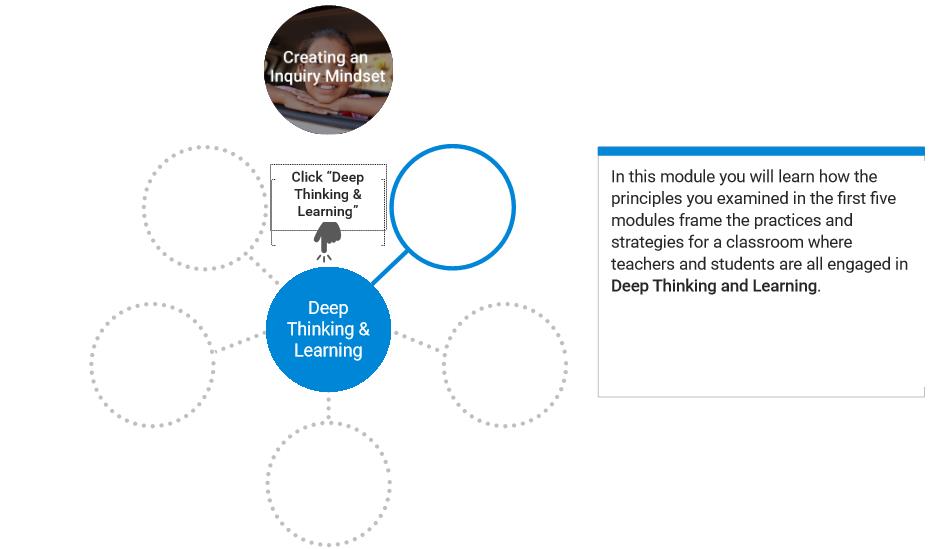 Creating an
Inquiry Mindset
Click “Deep
Thinking &
Learning”
Deep
Thinking &
Learning
In this module you will learn how the
principles you examined in the first five
modules frame the practices and
strategies for a classroom where
teachers and students are all engaged in
Deep Thinking and Learning.